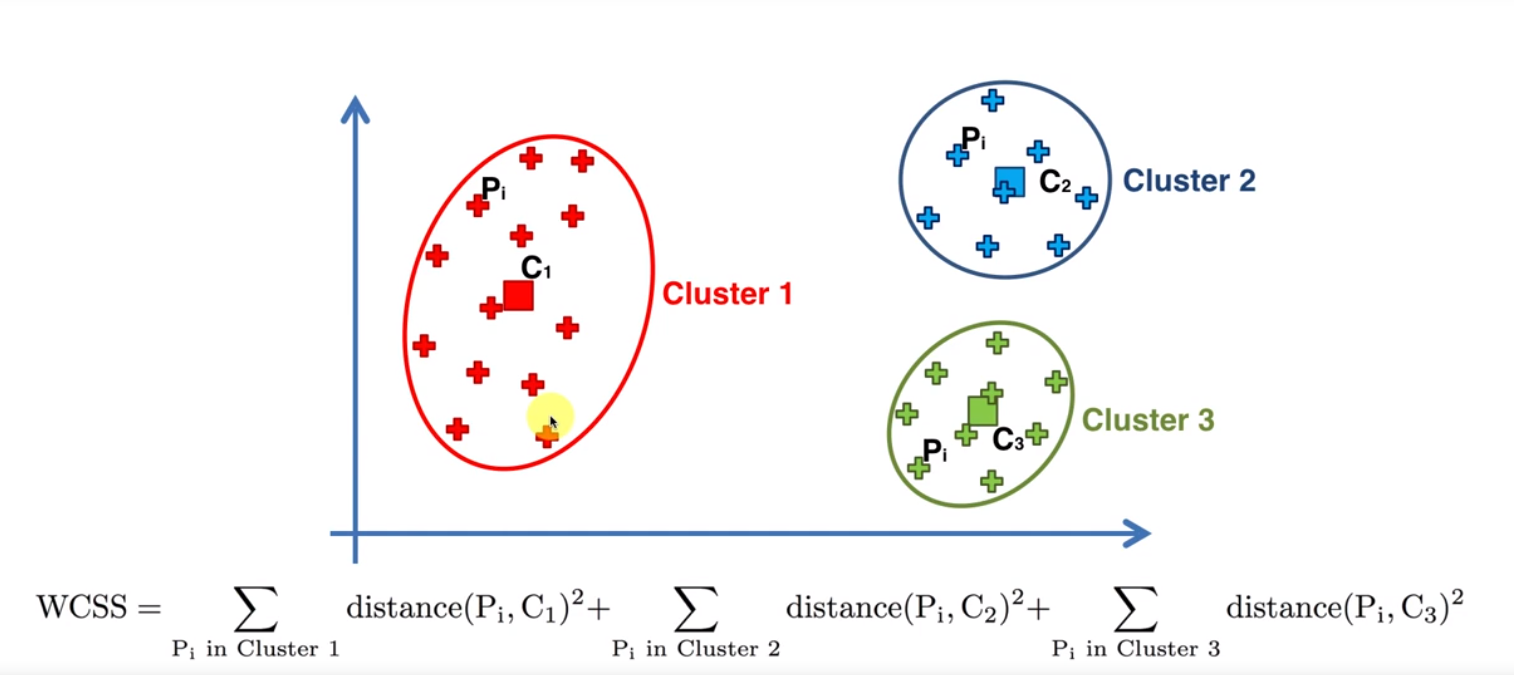 Pᵢ
C₁
Cluster 1
Pᵢ
C₂
Cluster 2
Pᵢ
C₃
Cluster 3
WCSS = ∑ distance(Pᵢ, C₁)² + ∑ distance(Pᵢ, C₂)² + ∑ distance(Pᵢ, C₃)²
Pᵢ in Cluster 1 Pᵢ in Cluster 2 Pᵢ in Cluster 3